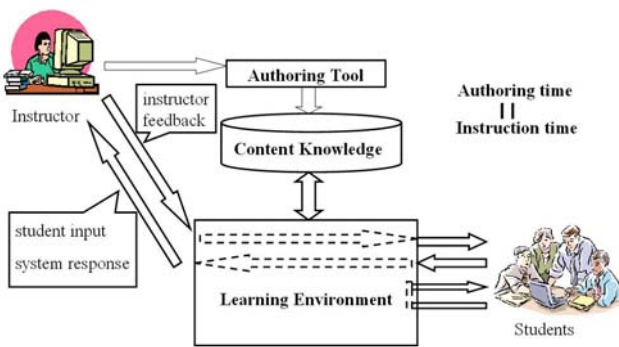 Authoring Tool
Authoring time
||
Instruction time
Instructor
instructor
feedback
Content Knowledge
student input
system response
Learning Environment
Students